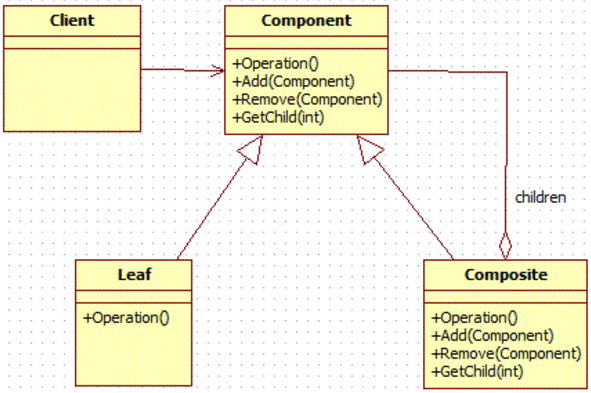 Client
Component
+Operation()
+Add(Component)
+Remove(Component)
+GetChild(int)
children
Leaf
+Operation()
Composite
+Operation()
+Add(Component)
+Remove(Component)
+GetChild(int)